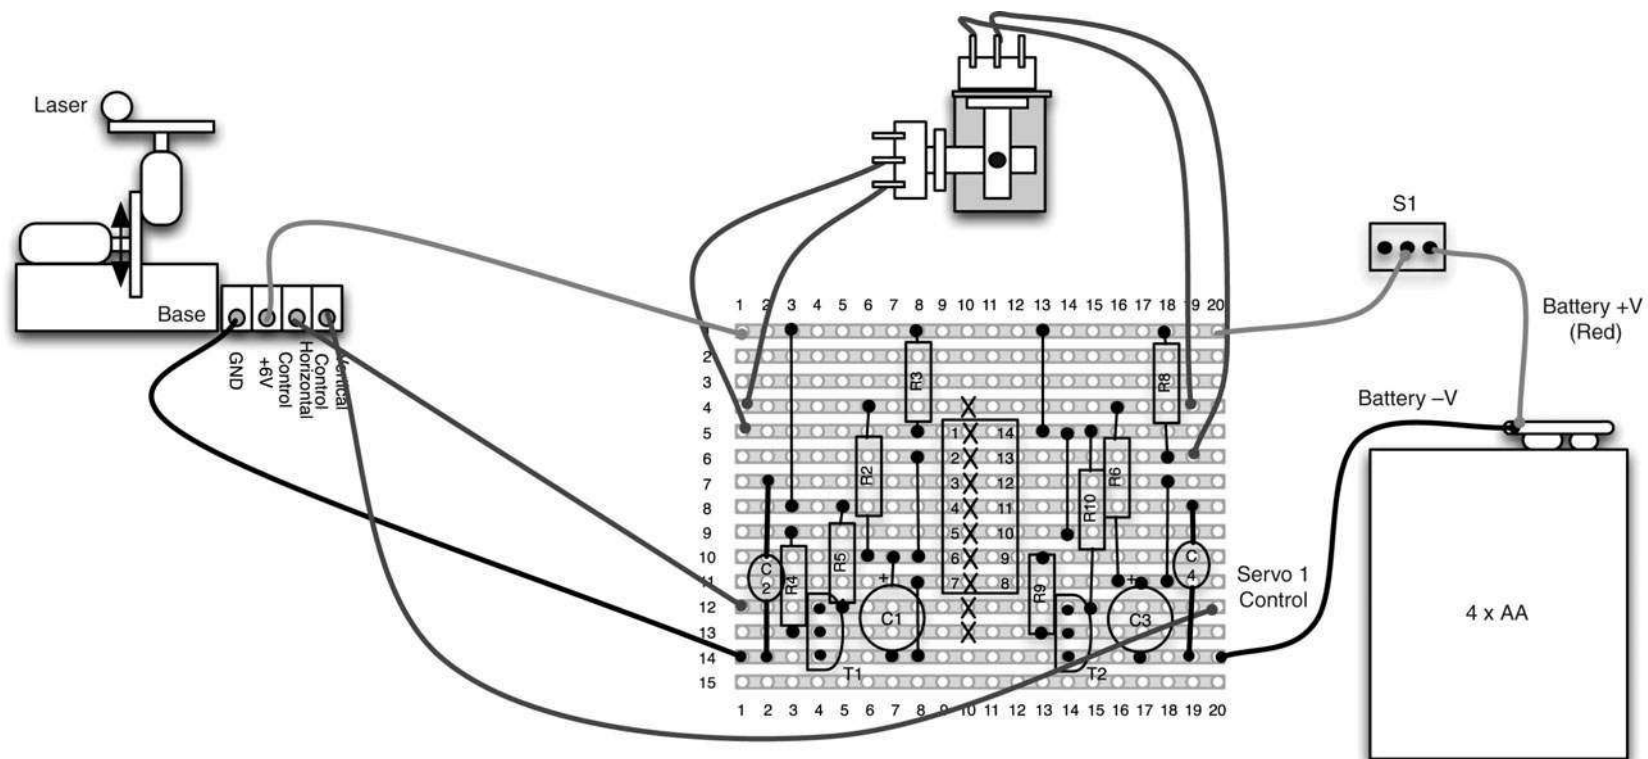 Laser
Base
GND
+6V
Control
Horizontal
Control
Vertical
S1
Battery +V
(Red)
Battery –V
4 x AA
Servo 1
Control
1 2 3 4 5 6 7 8 9 10 11 12 13 14 15 16 17 18 19 20
2
3
4
5
6
7
8
9
10
11
12
13
14
15
R3
R8
R2
R6
R10
R5
R4
R9
1 14
2 13
3 12
4 11
5 10
6 9
7 8
C
2
C
4
+
C1
+
C3
T1
T2
1 2 3 4 5 6 7 8 9 10 11 12 13 14 15 16 17 18 19 20